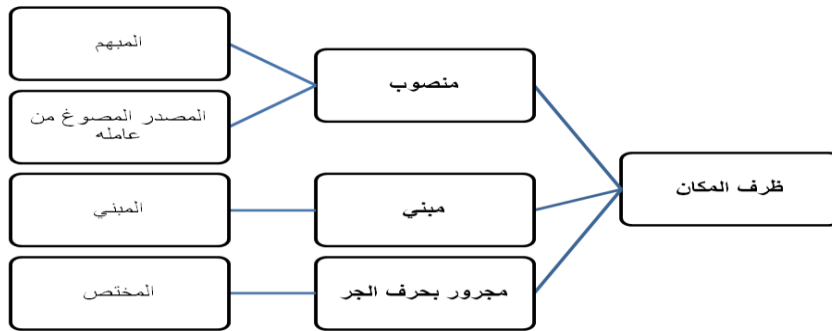 ظرف المكان
منصوب
المبهم
المصدر المصوغ من
عامله
مبني
المبني
مجرور بحرف الجر
المختص